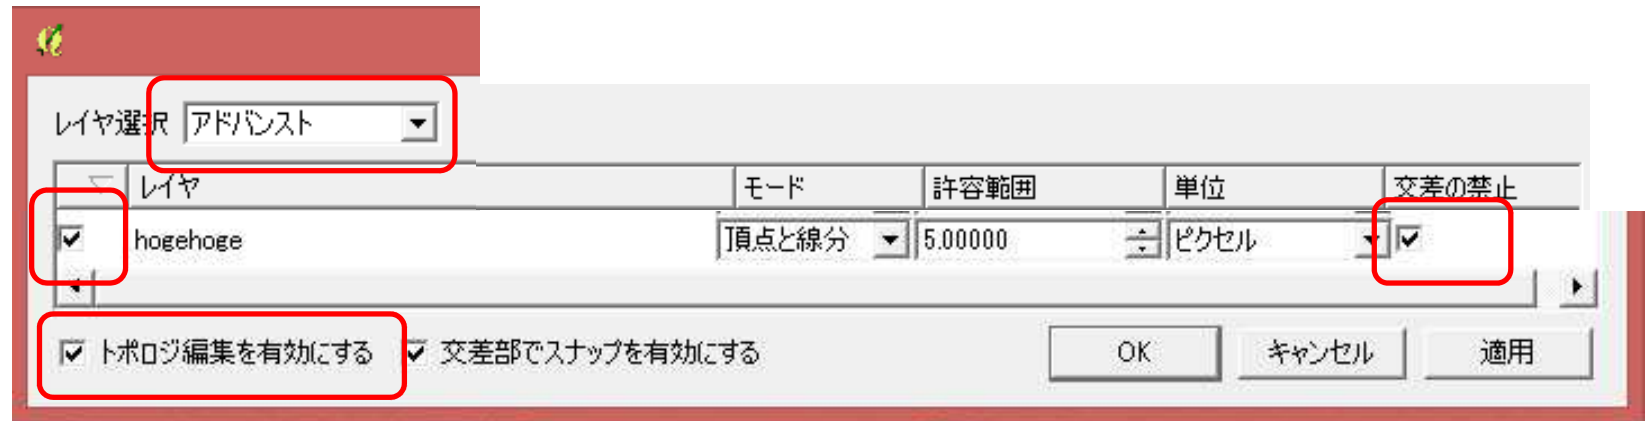 レイヤ選択 アドバンスト
レイヤ モード 許容範囲 単位 交差の禁止
hogehoge 頂点と線分 5.00000 ピクセル
トポロジ編集を有効にする 交差部でスナップを有効にする OK キャンセル 適用